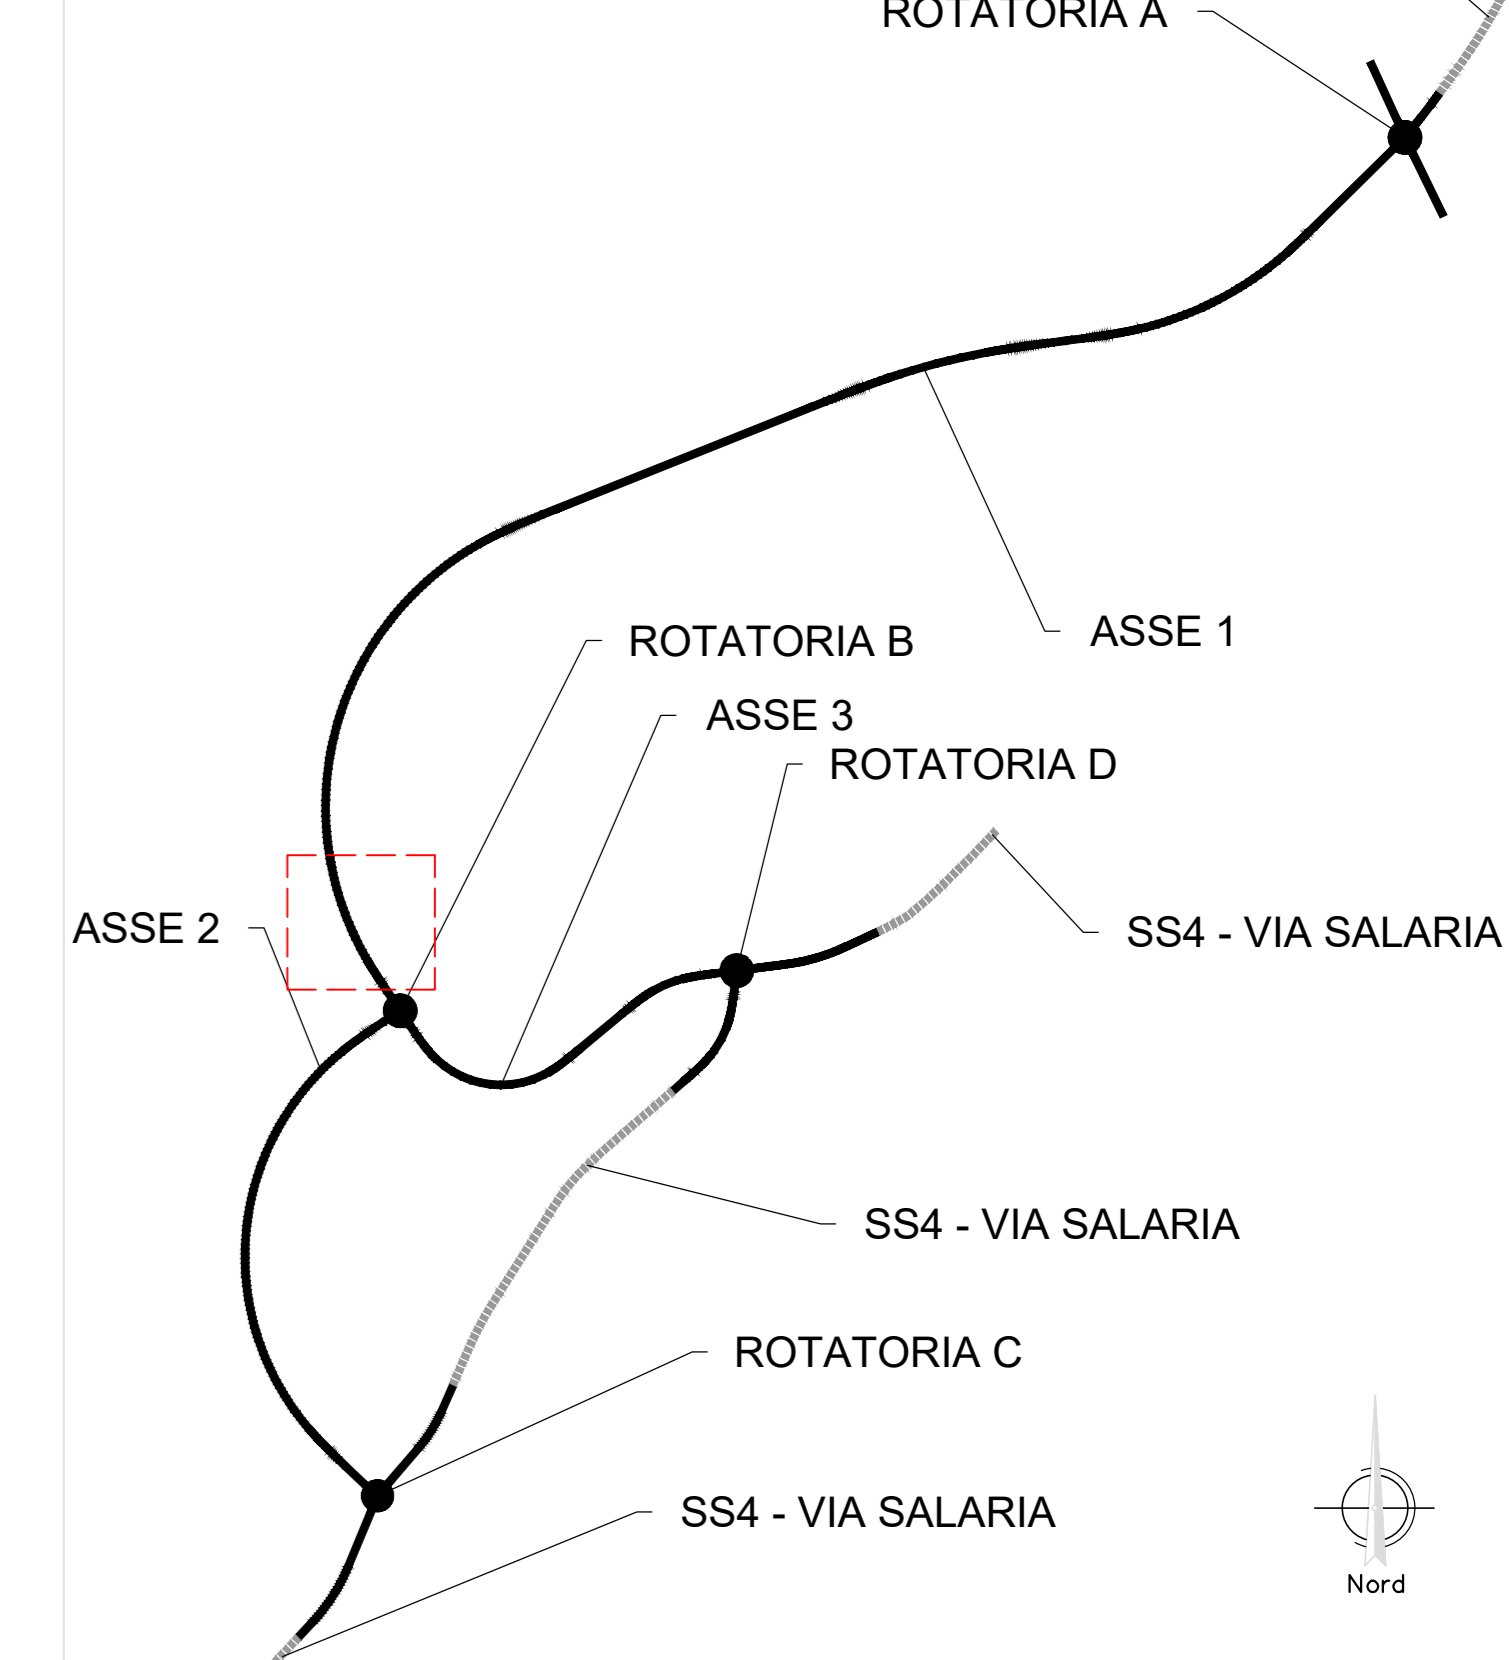 ROTATORIA A
ASSE 1
ROTATORIA B
ASSE 3
ROTATORIA D
ASSE 2
SS4 - VIA SALARIA
SS4 - VIA SALARIA
ROTATORIA C
SS4 - VIA SALARIA
Nord